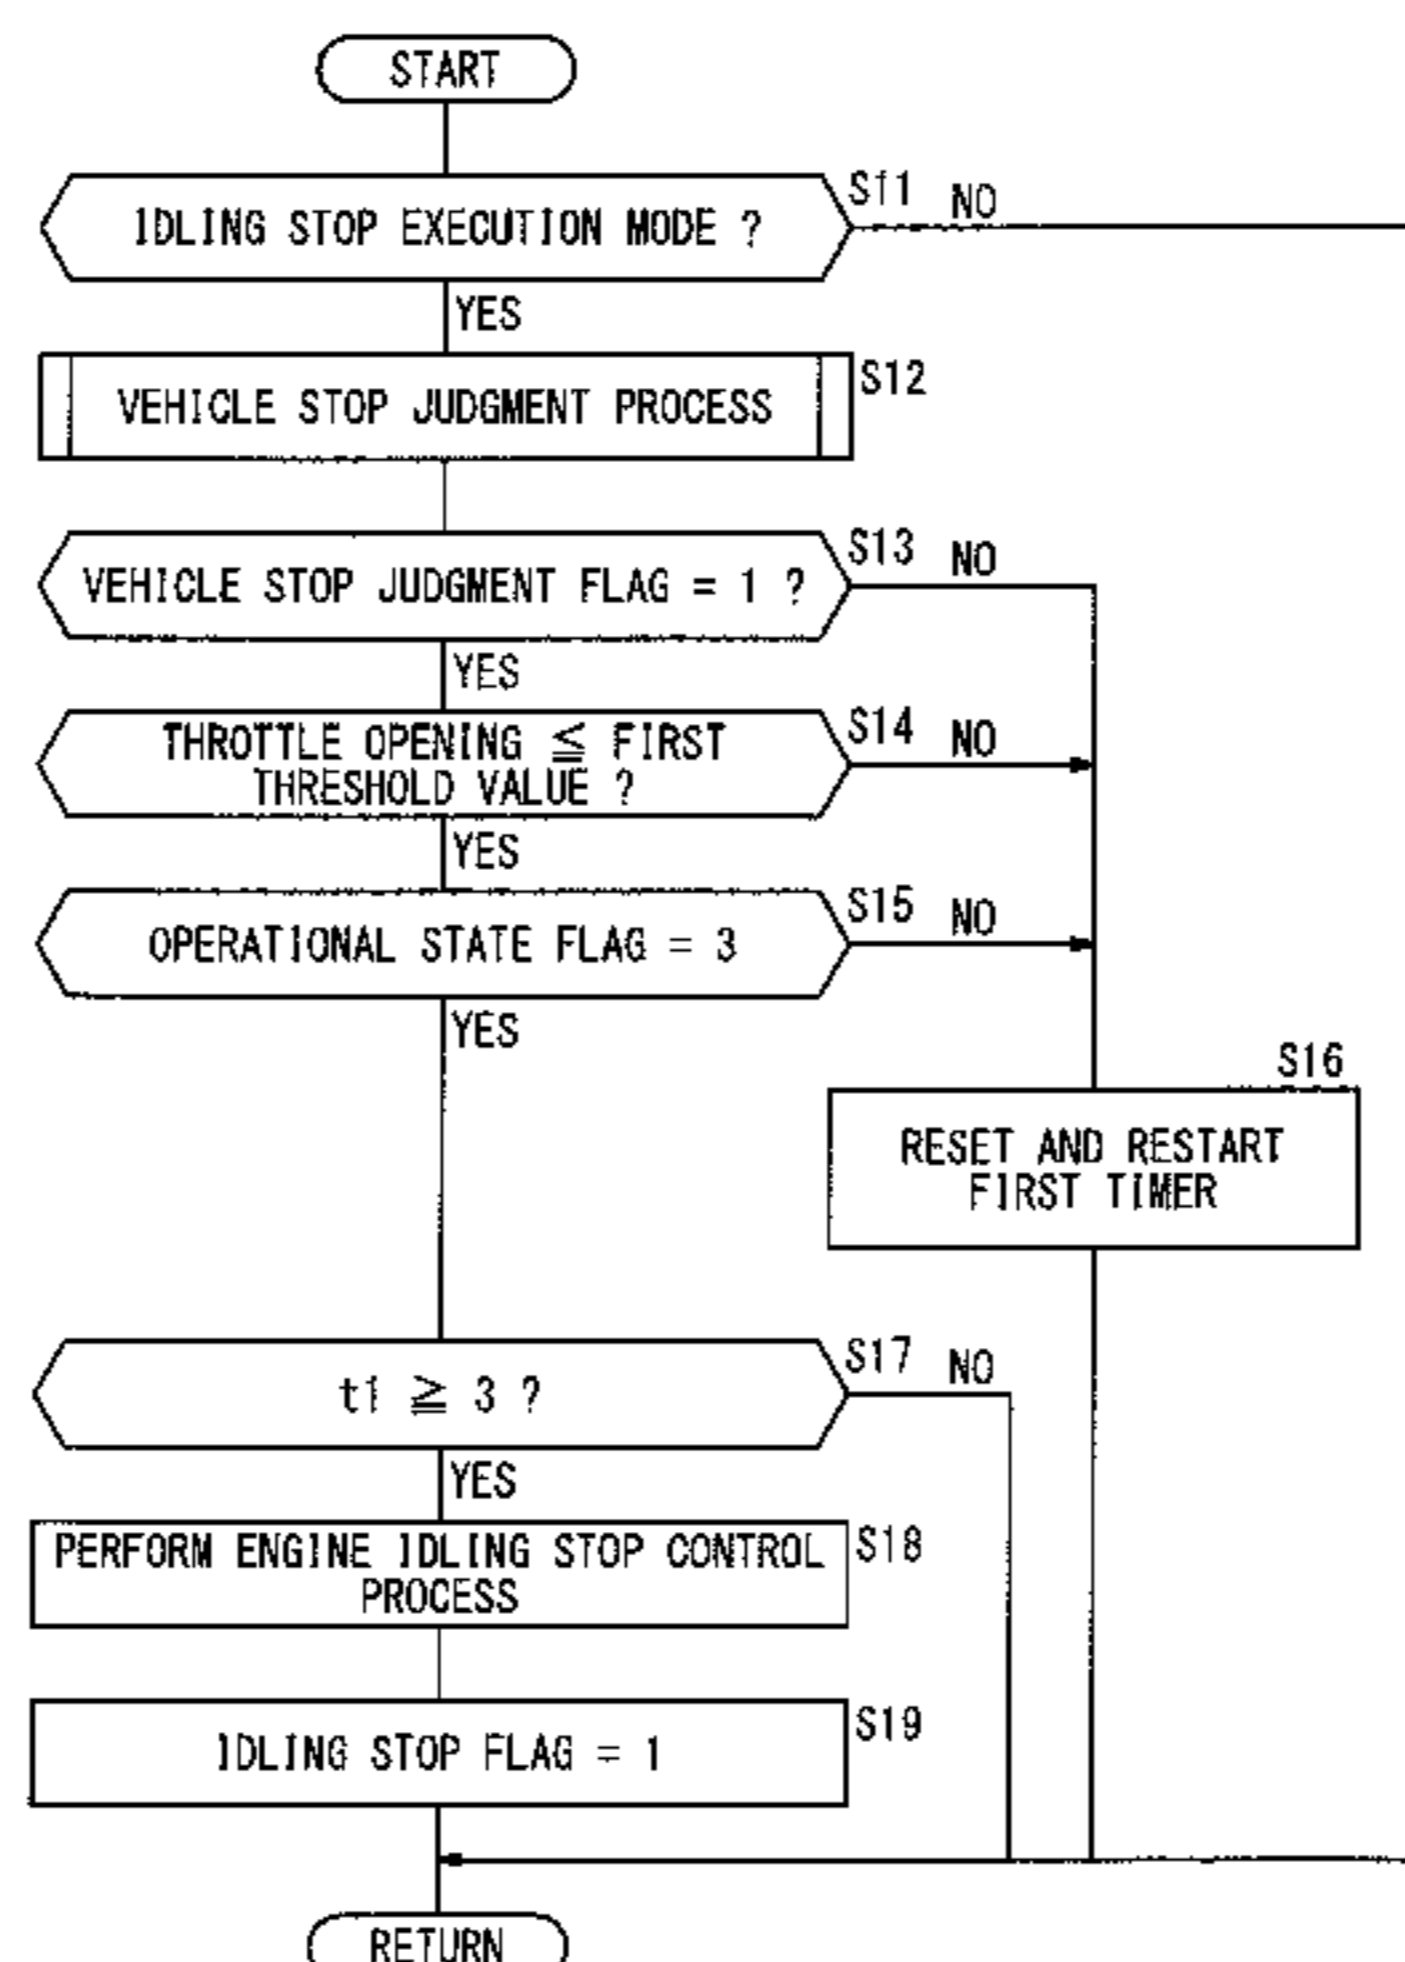 START
IDLING STOP EXECUTION MODE ?
S11
NO
YES
VEHICLE STOP JUDGMENT PROCESS
S12
VEHICLE STOP JUDGMENT FLAG = 1 ?
S13
NO
YES
THROTTLE OPENING ≦ FIRST
THRESHOLD VALUE ?
S14
NO
YES
OPERATIONAL STATE FLAG = 3
S15
NO
YES
S16
RESET AND RESTART
FIRST TIMER
t1 ≧ 3 ?
S17
NO
YES
PERFORM ENGINE IDLING STOP CONTROL
PROCESS
S18
IDLING STOP FLAG = 1
S19
RETURN